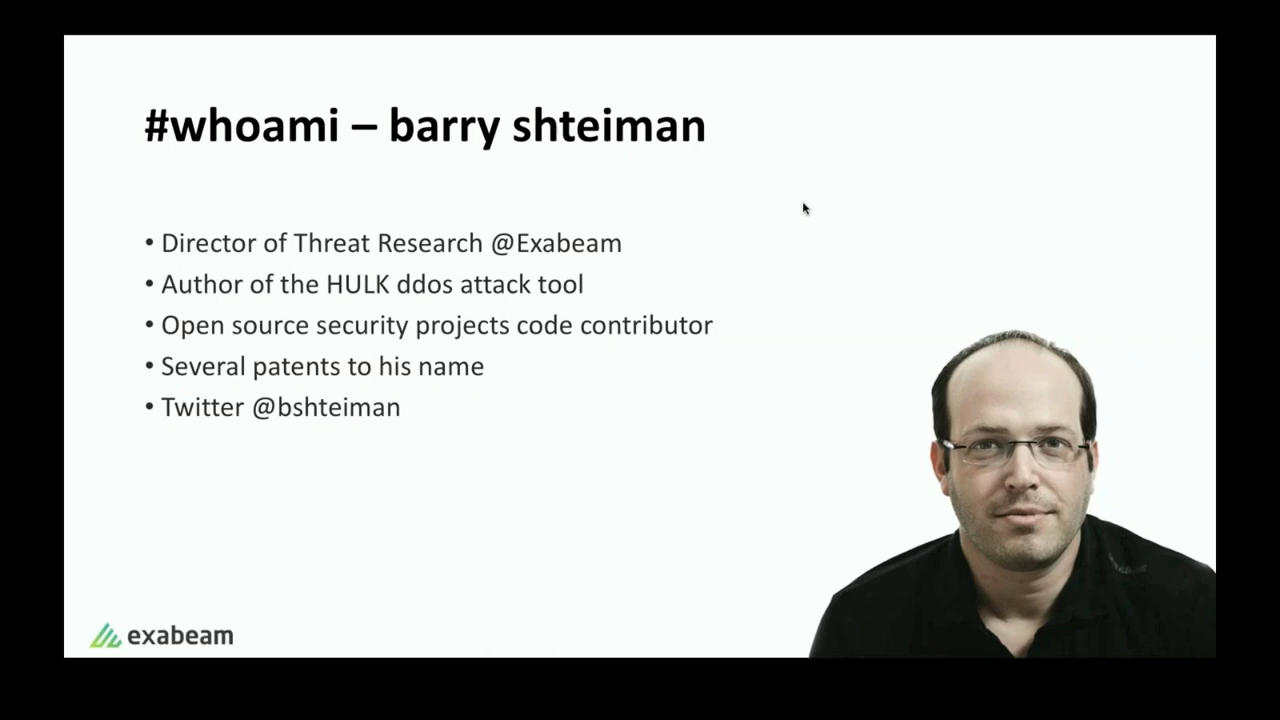 #whoami – barry shteiman
• Director of Threat Research @Exabeam
• Author of the HULK ddos attack tool
• Open source security projects code contributor
• Several patents to his name
• Twitter @bshteiman
exabeam